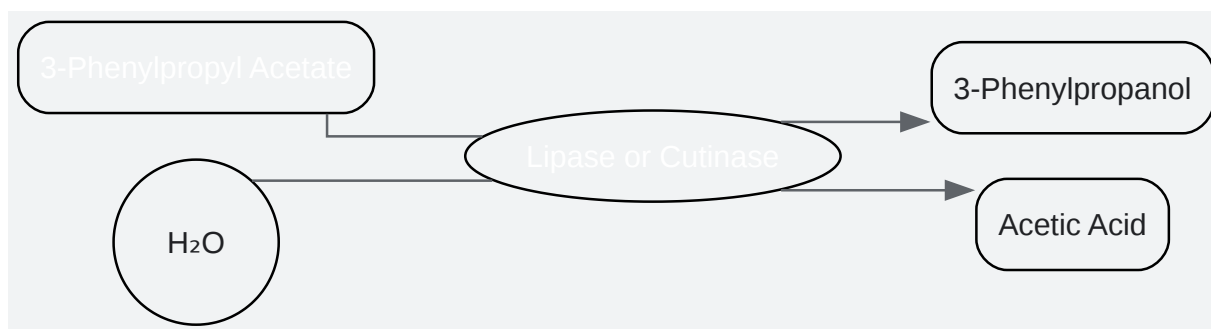 3-Phenylpropyl Acetate
3-Phenylpropanol
Lipase or Cutinase
H₂O
Acetic Acid